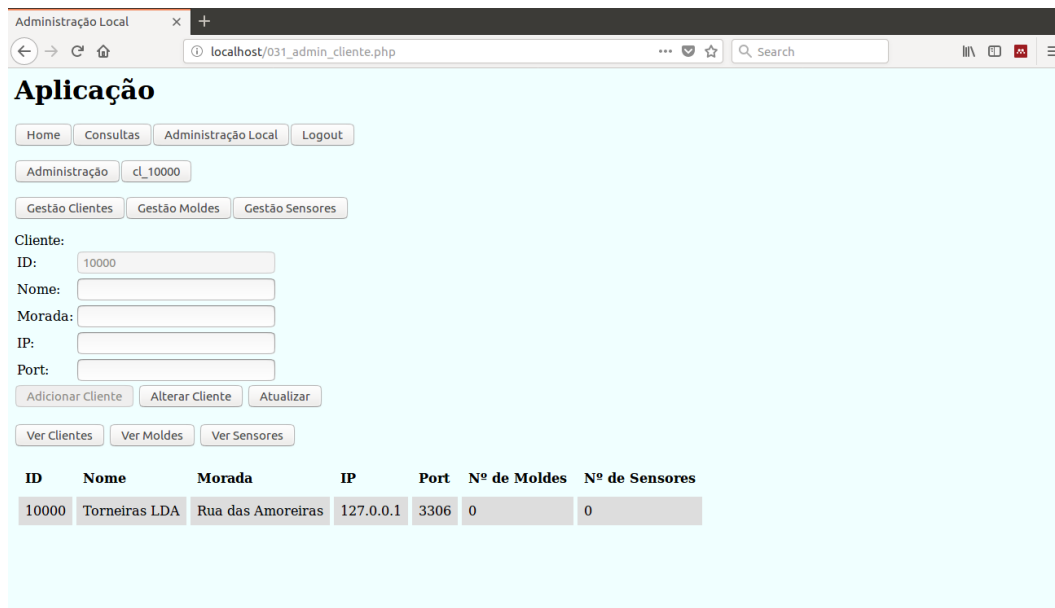 Administração Local
localhost/031_admin_cliente.php
Search
Aplicação
Home Consultas Administração Local Logout
Administração cl_10000
Gestão Clientes Gestão Moldes Gestão Sensores
Cliente:
ID: 10000
Nome:
Morada:
IP:
Port:
Adicionar Cliente Alterar Cliente Atualizar
Ver Clientes Ver Moldes Ver Sensores
ID Nome Morada IP Port Nº de Moldes Nº de Sensores
10000 Torneiras LDA Rua das Amoreiras 127.0.0.1 3306 0 0